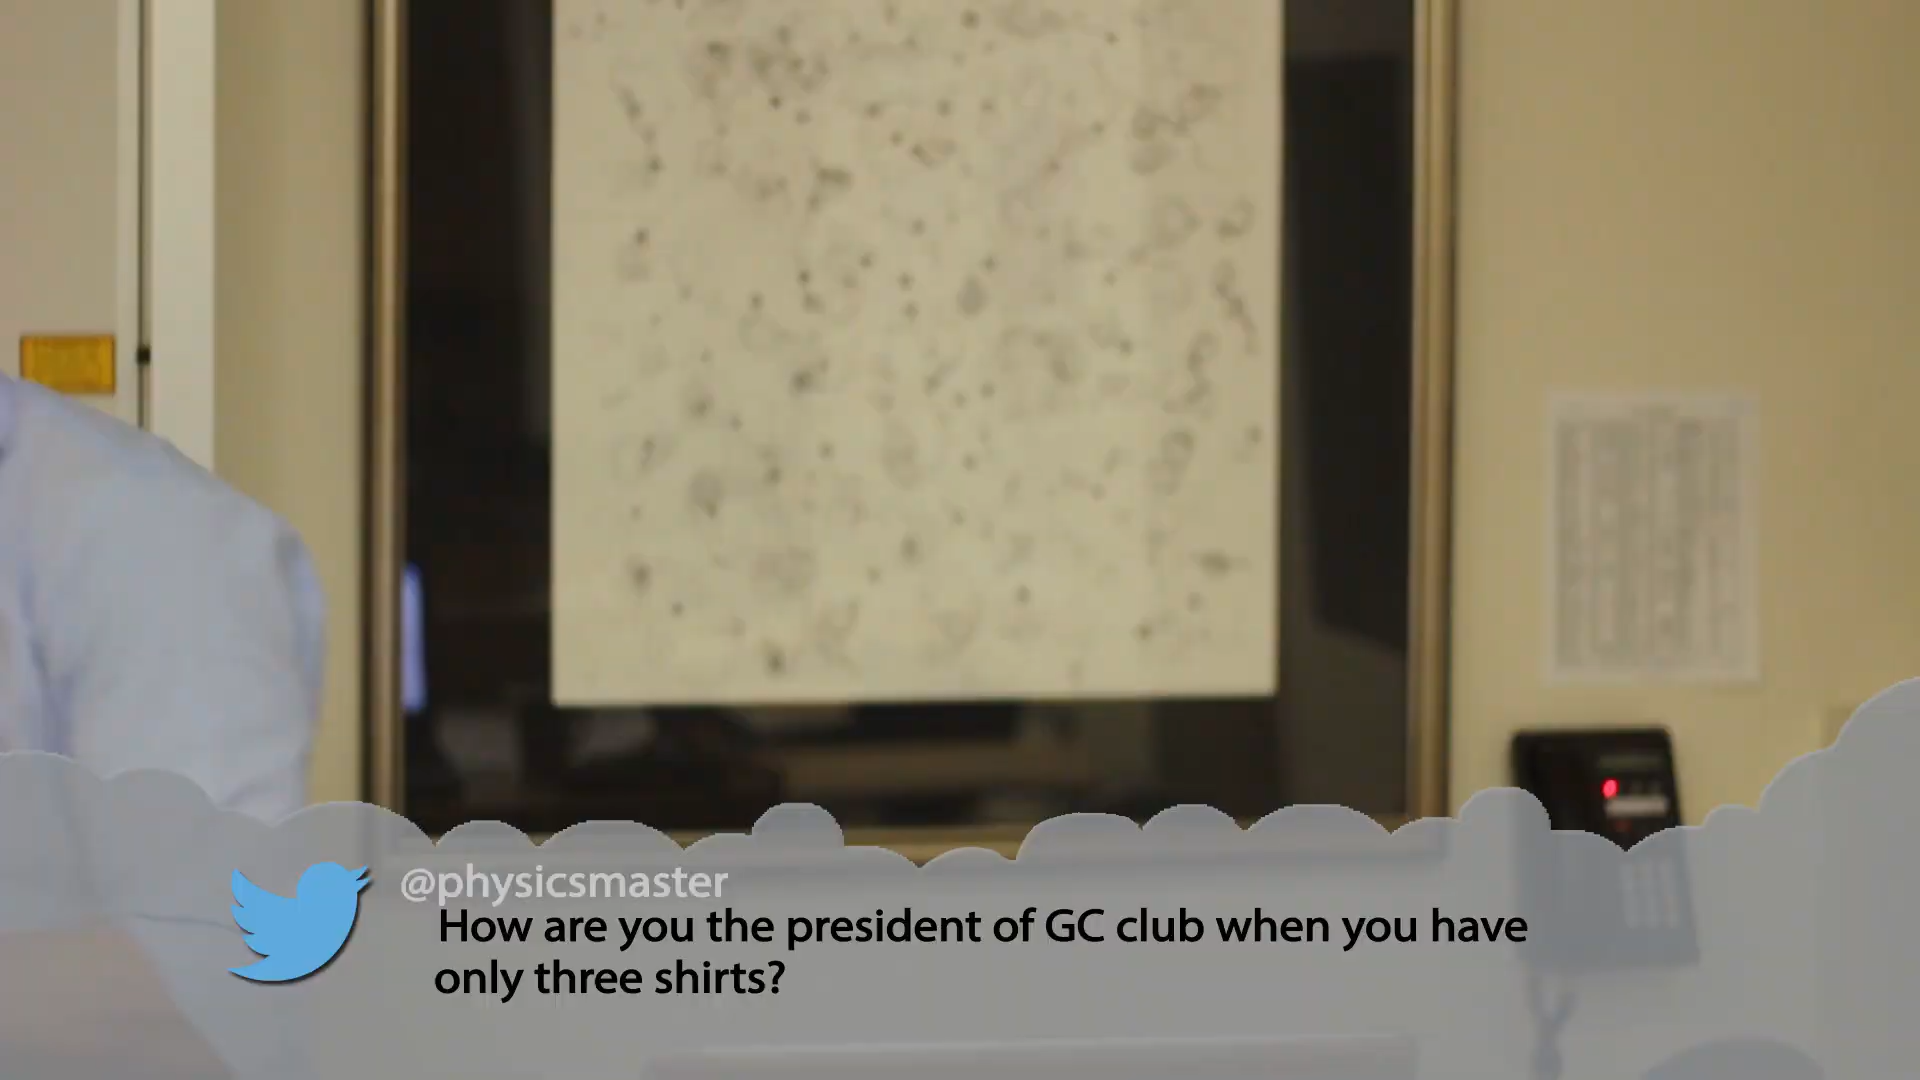 @physicsmaster
How are you the president of GC club when you have
only three shirts?